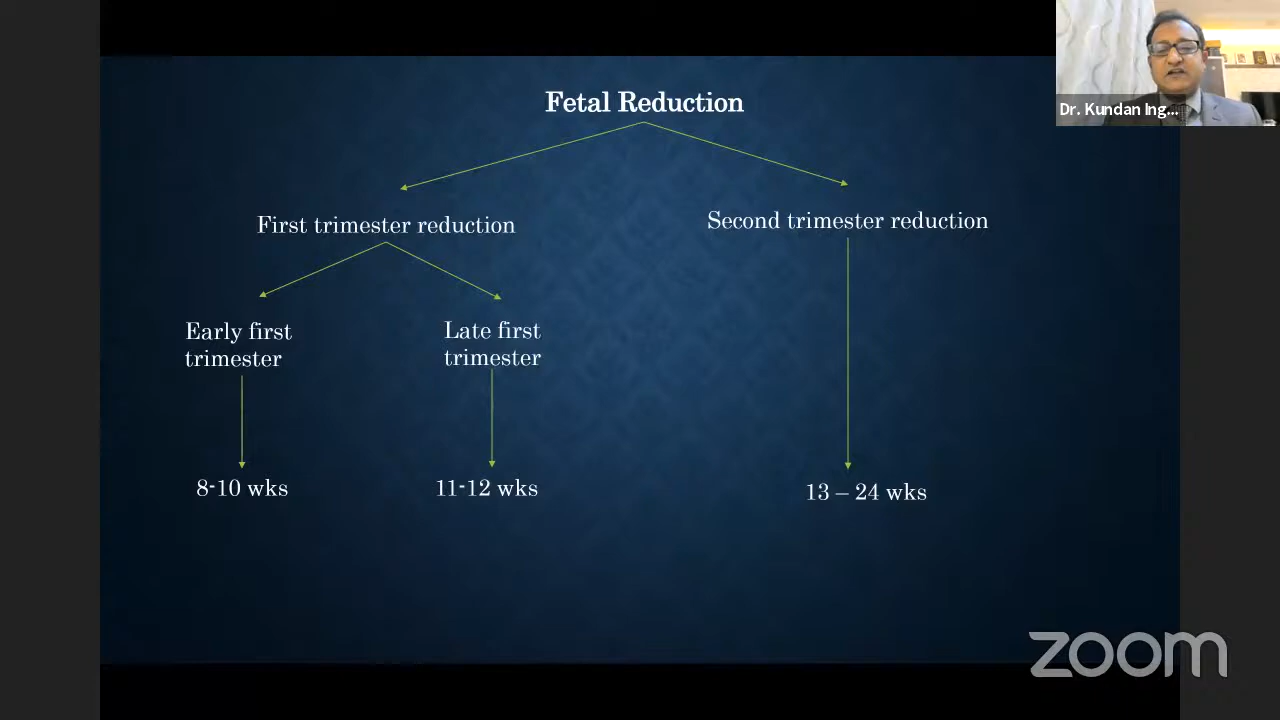 Fetal Reduction
Dr. Kundan Ing...
First trimester reduction
Second trimester reduction
Early first
trimester
Late first
trimester
8-10 wks
11-12 wks
13 – 24 wks
zoom